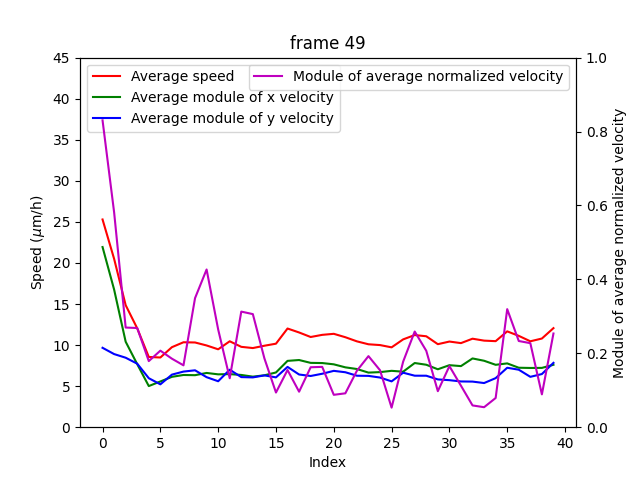 frame 49
Average speed
Average module of x velocity
Average module of y velocity
Module of average normalized velocity
45
40
35
30
25
20
15
10
5
0
Speed (μm/h)
1.0
0.8
0.6
0.4
0.2
0.0
Module of average normalized velocity
0 5 10 15 20 25 30 35 40
Index